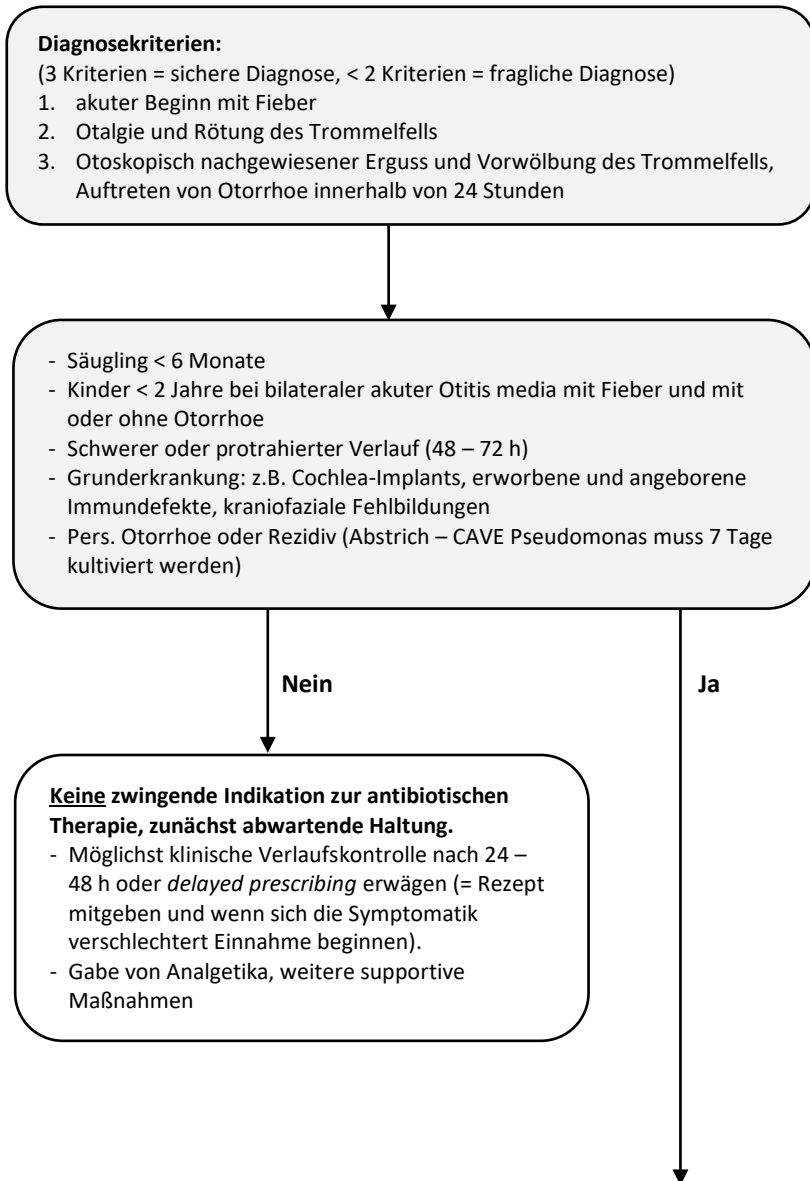 Diagnosekriterien:
(3 Kriterien = sichere Diagnose, < 2 Kriterien = fragliche Diagnose)
1. akuter Beginn mit Fieber
2. Otalgie und Rötung des Trommelfells
3. Otoskopisch nachgewiesener Erguss und Vorwölbung des Trommelfells,
Auftreten von Otorrhoe innerhalb von 24 Stunden
- Säugling < 6 Monate
- Kinder < 2 Jahre bei bilateraler akuter Otitis media mit Fieber und mit
oder ohne Otorrhoe
- Schwerer oder protrahierter Verlauf (48 – 72 h)
- Grunderkrankung: z.B. Cochlea-Implants, erworbene und angeborene
Immundefekte, kraniofaziale Fehlbildungen
- Pers. Otorrhoe oder Rezidiv (Abstrich – CAVE Pseudomonas muss 7 Tage
kultiviert werden)
Nein
Ja
Keine zwingende Indikation zur antibiotischen
Therapie, zunächst abwartende Haltung.
- Möglichst klinische Verlaufskontrolle nach 24 –
48 h oder delayed prescribing erwägen (= Rezept
mitgeben und wenn sich die Symptomatik
verschlechtert Einnahme beginnen).
- Gabe von Analgetika, weitere supportive
Maßnahmen